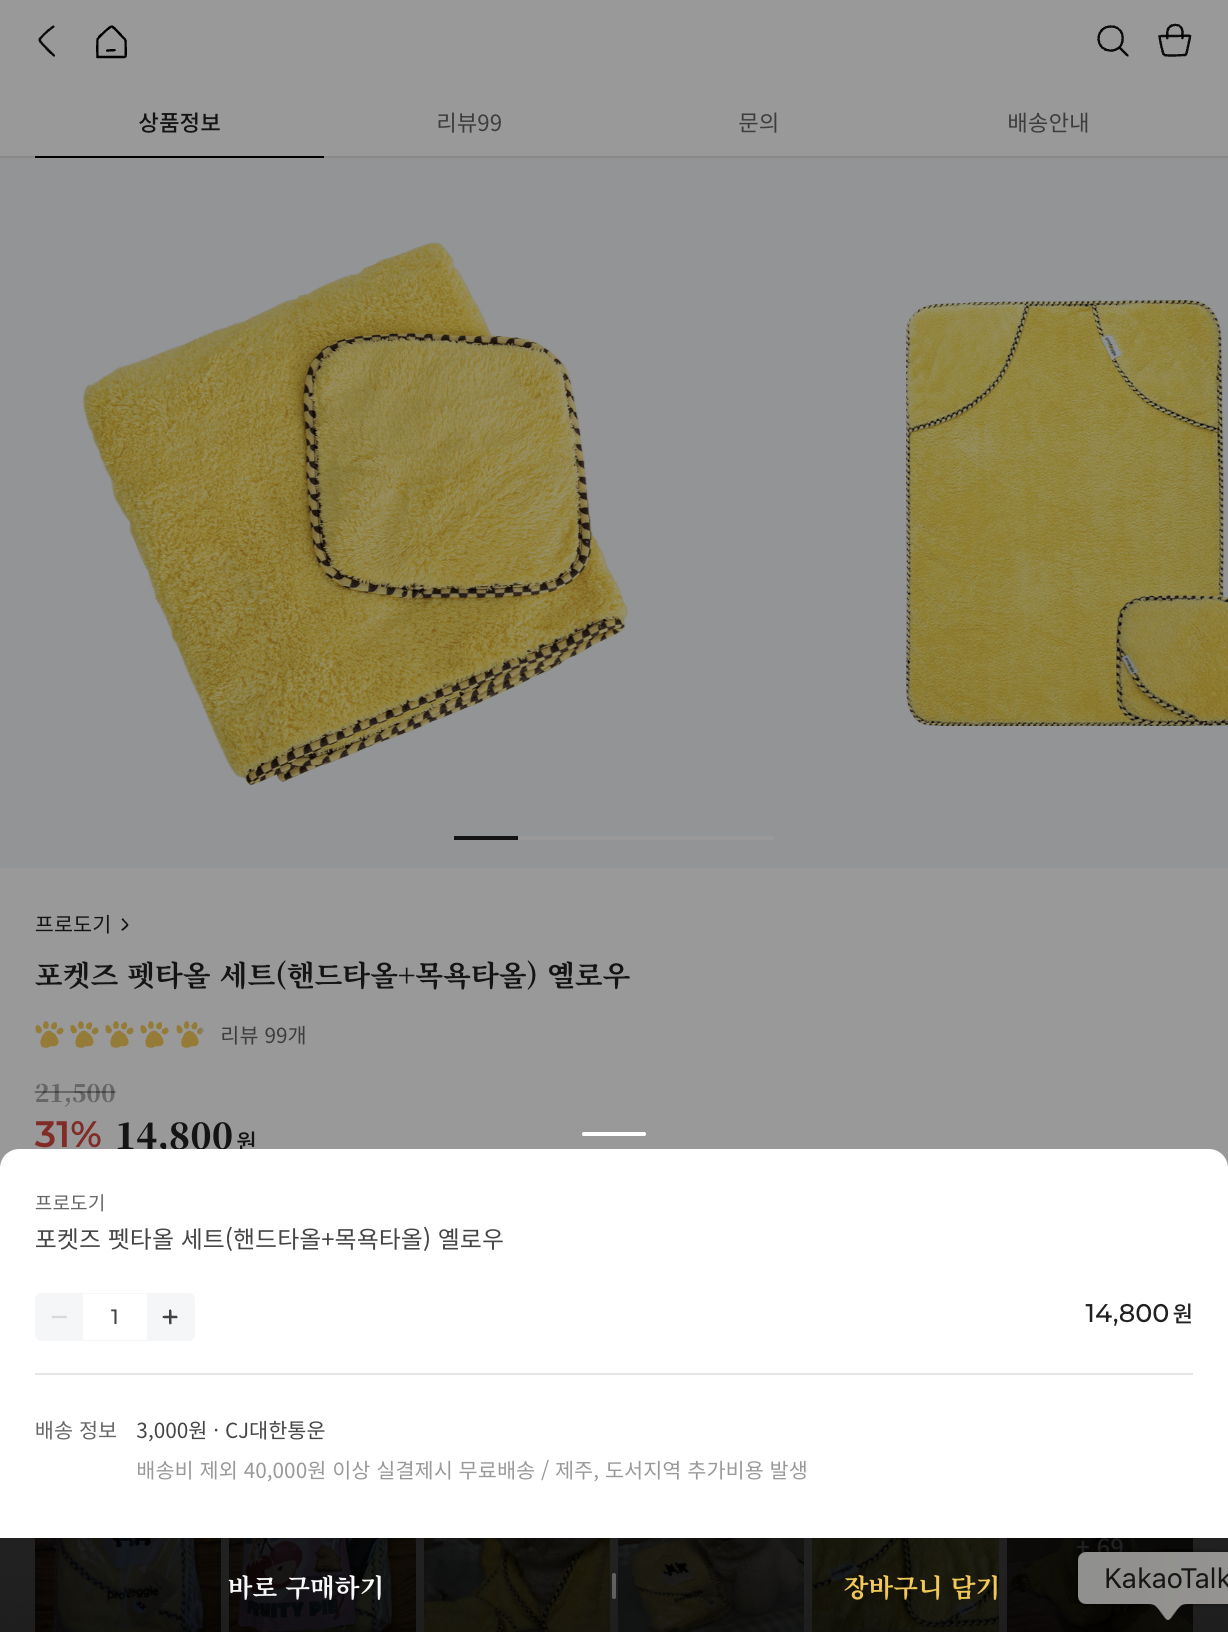 상품정보
리뷰99
문의
배송안내
프로도기 >
포켓즈 펫타올 세트(핸드타올+목욕타올) 옐로우
리뷰 99개
21,500
31% 14,800원
프로도기
포켓즈 펫타올 세트(핸드타올+목욕타올) 옐로우
− 1 +
14,800원
배송 정보 3,000원 · CJ대한통운
배송비 제외 40,000원 이상 실결제시 무료배송 / 제주, 도서지역 추가비용 발생
+ 69
바로 구매하기
장바구니 담기
KakaoTalk